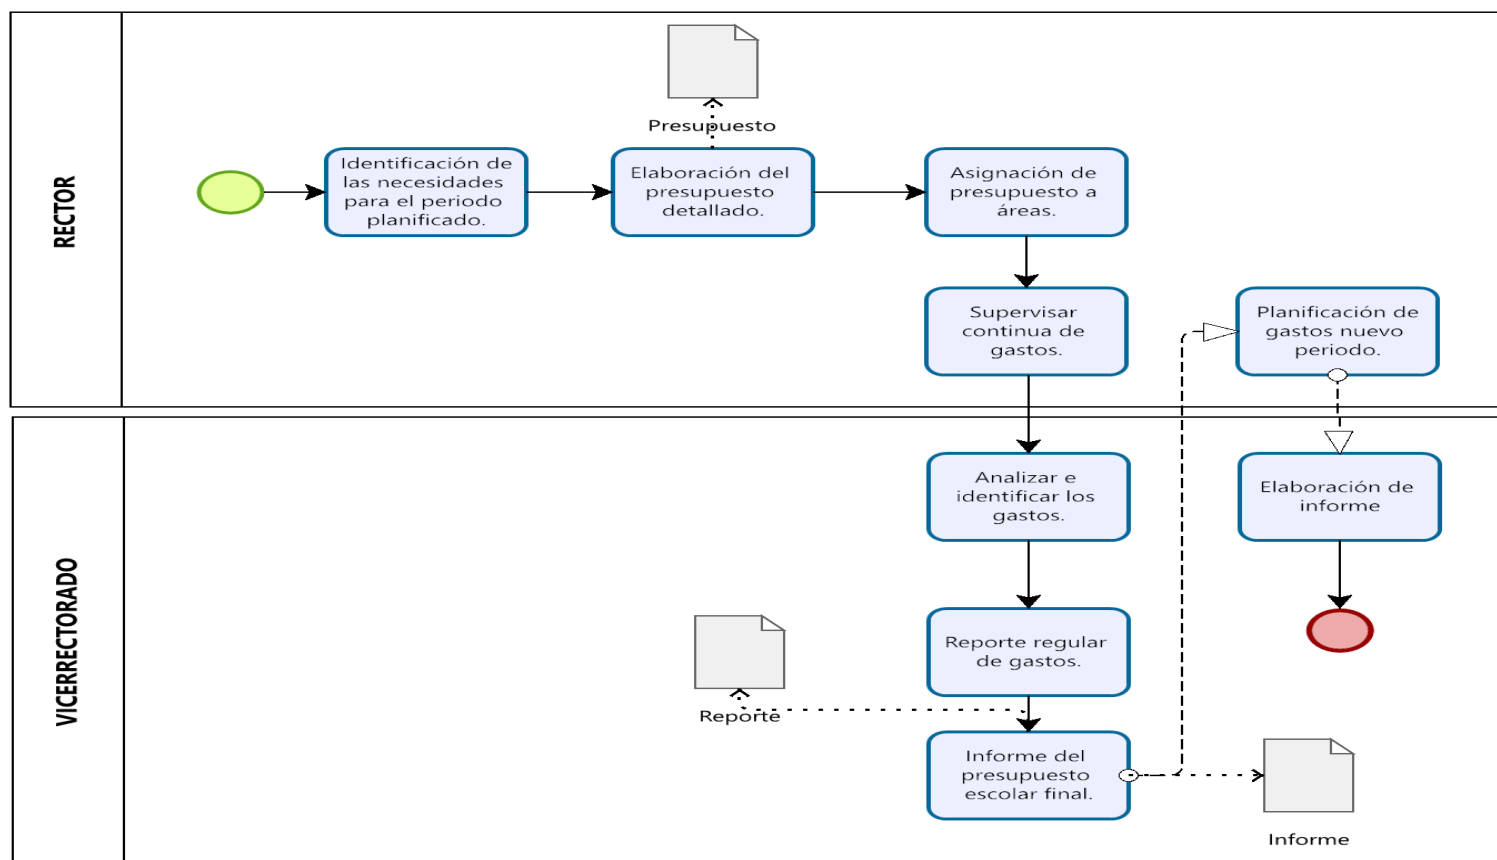 RECTOR
Presupuesto
Identificación de
las necesidades
para el periodo
planificado.
Elaboración del
presupuesto
detallado.
Asignación de
presupuesto a
áreas.
Supervisar
continua de
gastos.
Planificación de
gastos nuevo
periodo.
VICERRECTORADO
Analizar e
identificar los
gastos.
Elaboración de
informe
Reporte regular
de gastos.
Reporte
Informe del
presupuesto
escolar final.
Informe